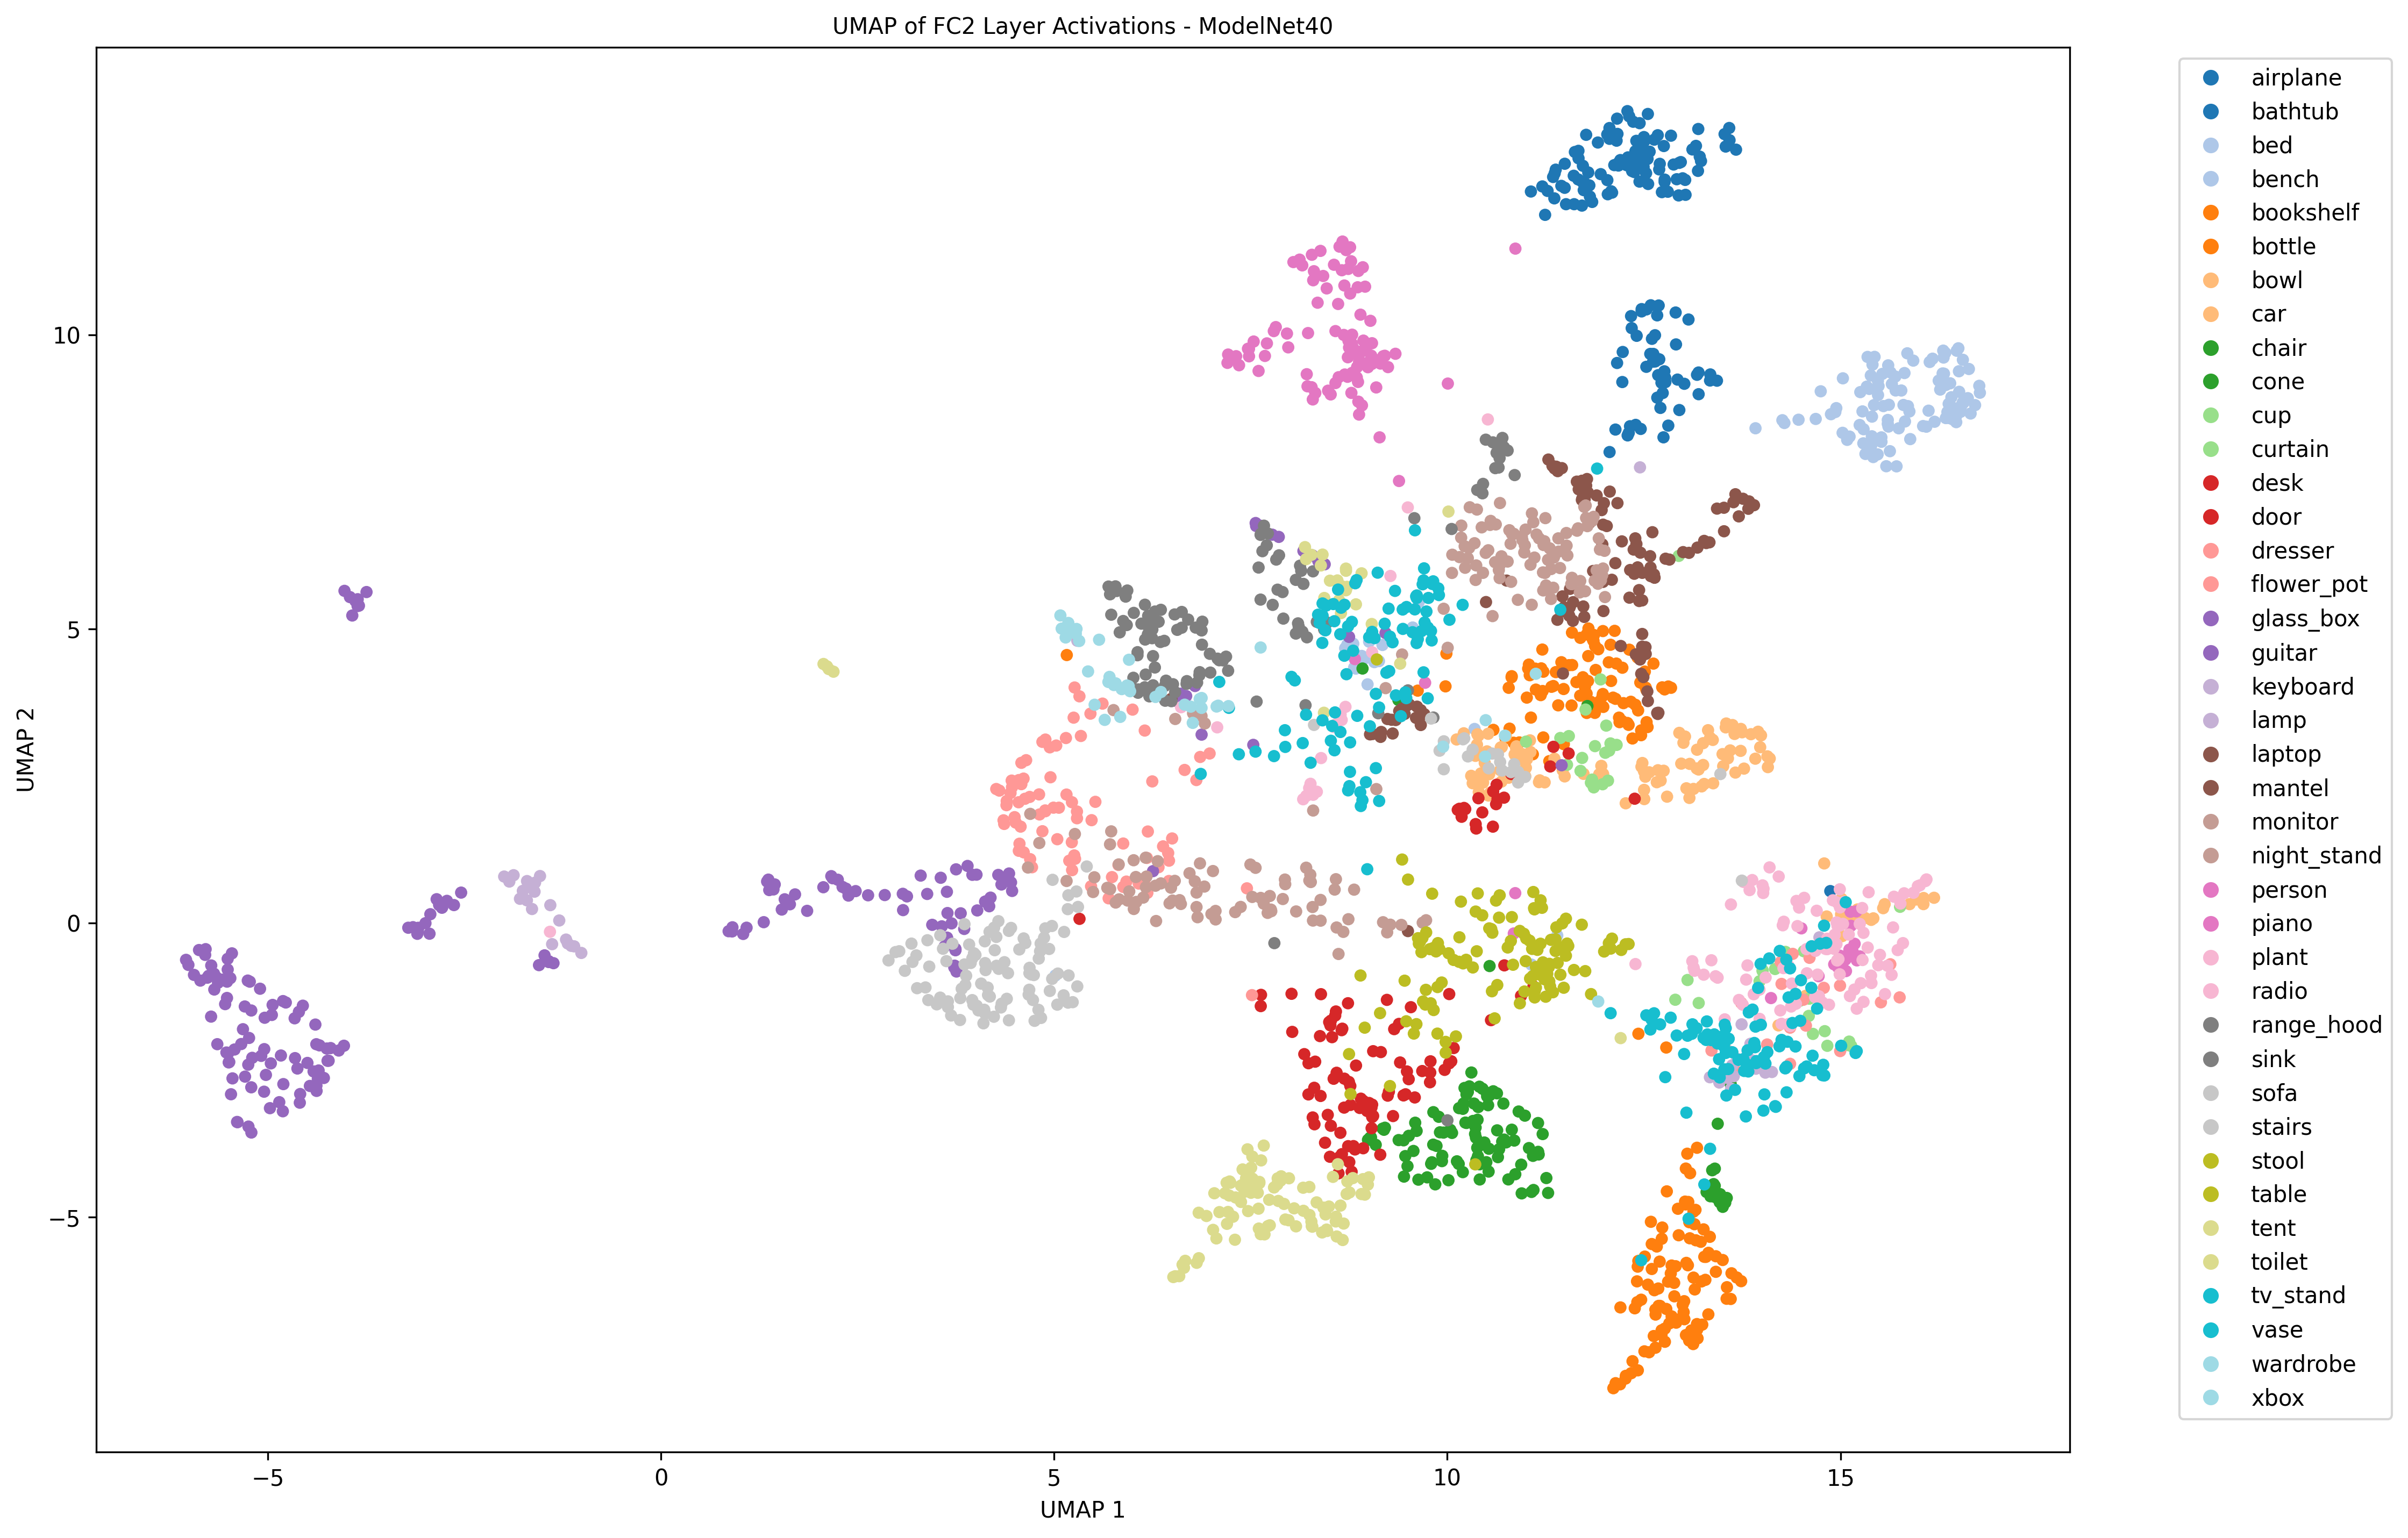 UMAP of FC2 Layer Activations - ModelNet40
10
5
0
−5
UMAP 2
−5
0
5
10
15
UMAP 1
airplane
bathtub
bed
bench
bookshelf
bottle
bowl
car
chair
cone
cup
curtain
desk
door
dresser
flower_pot
glass_box
guitar
keyboard
lamp
laptop
mantel
monitor
night_stand
person
piano
plant
radio
range_hood
sink
sofa
stairs
stool
table
tent
toilet
tv_stand
vase
wardrobe
xbox